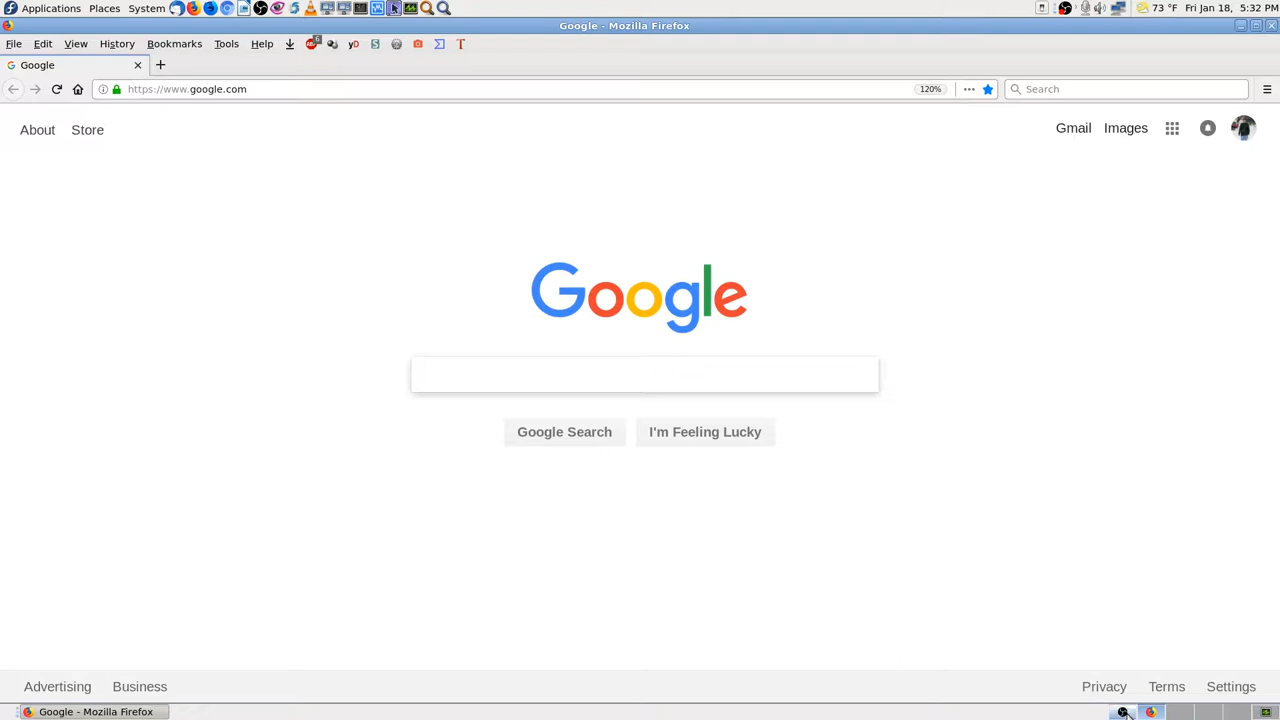 Applications Places System 73 °F Fri Jan 18, 5:32 PM
Google - Mozilla Firefox
File Edit View History Bookmarks Tools Help
Google
https://www.google.com 120% Search
About Store Gmail Images
Google
Google Search I'm Feeling Lucky
Advertising Business Privacy Terms Settings
Google - Mozilla Firefox